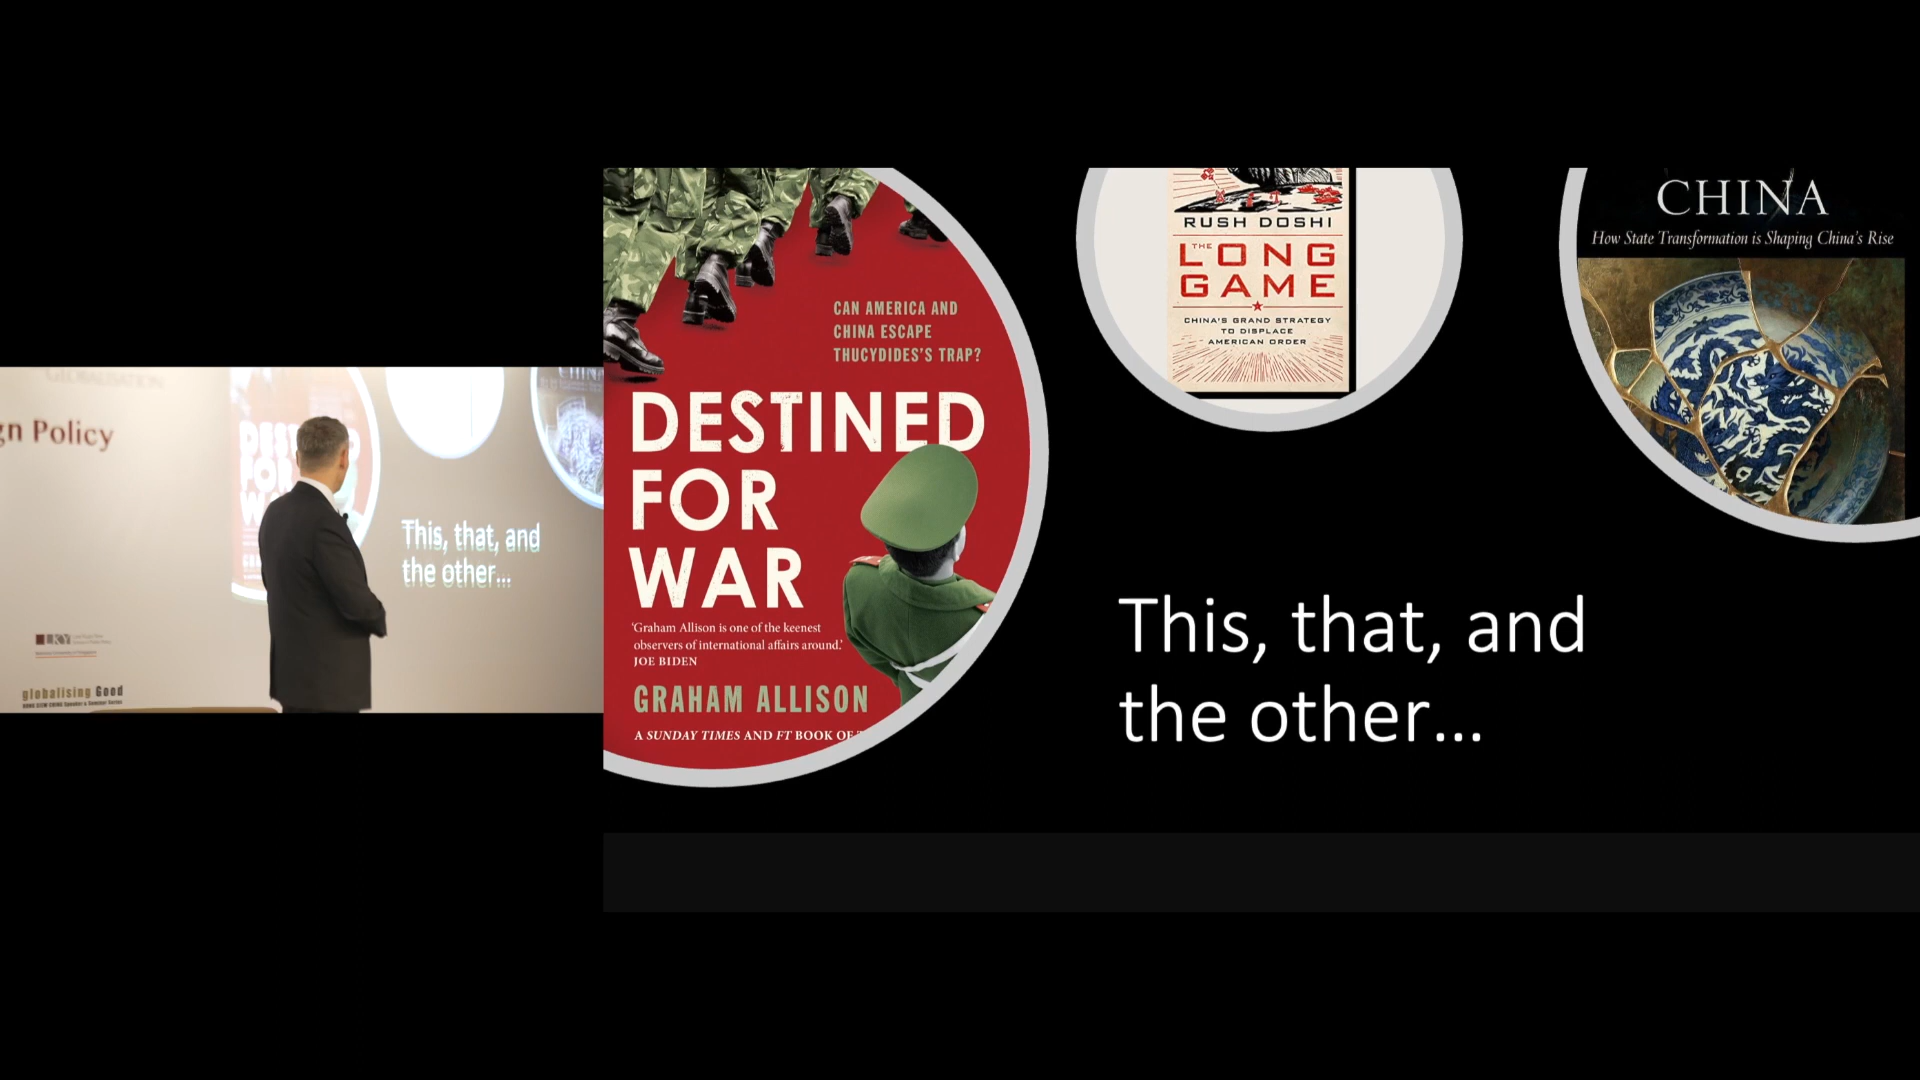 GLOBALISATION
gn Policy
This, that, and
the other...
LKY
globalising Good
CAN AMERICA AND
CHINA ESCAPE
THUCYDIDES'S TRAP?
DESTINED
FOR
WAR
'Graham Allison is one of the keenest
observers of international affairs around.'
JOE BIDEN
GRAHAM ALLISON
A SUNDAY TIMES AND FT BOOK OF
RUSH DOSHI
THE
LONG
GAME
CHINA'S GRAND STRATEGY
TO DISPLACE
AMERICAN ORDER
CHINA
How State Transformation is Shaping China's Rise
This, that, and
the other...